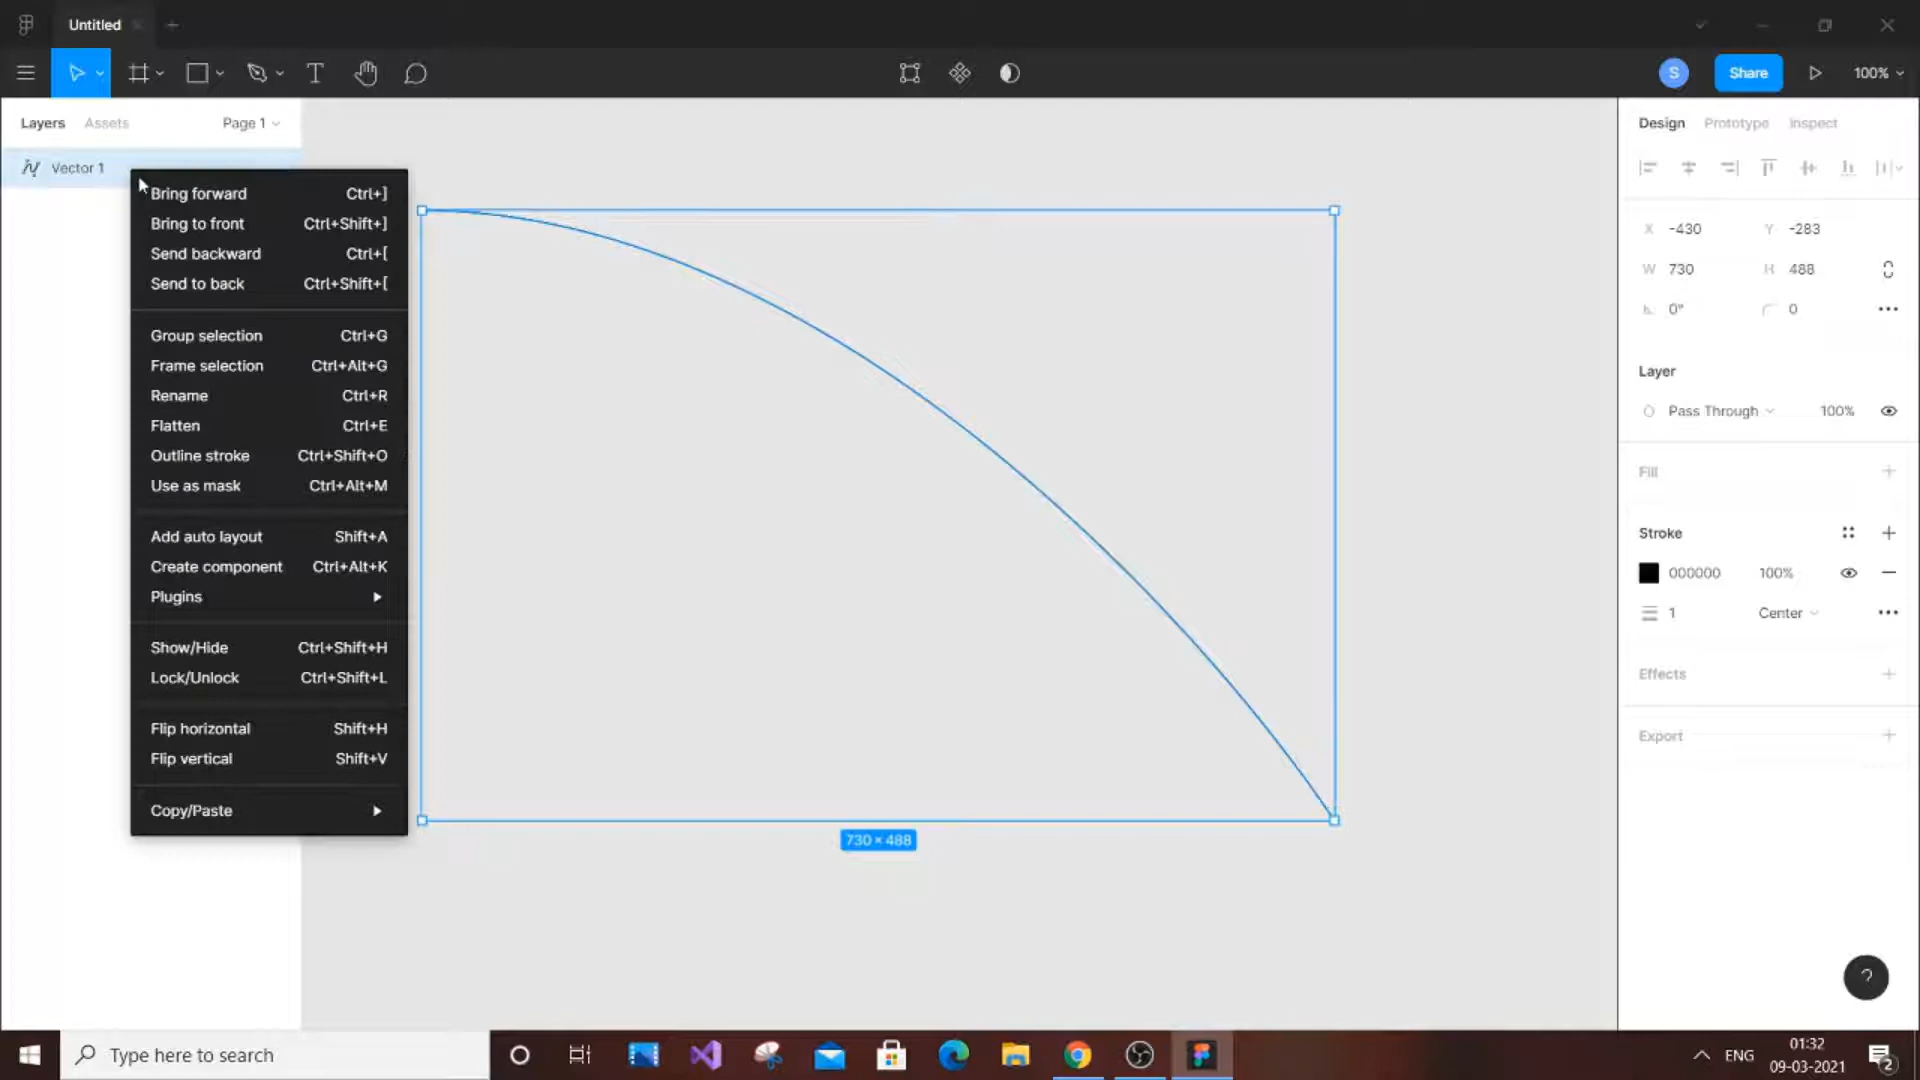 Untitled
S
Share
100%
Layers
Assets
Page 1
Design
Prototype
Inspect
Vector 1
Bring forward Ctrl+]
Bring to front Ctrl+Shift+]
Send backward Ctrl+[
Send to back Ctrl+Shift+[
Group selection Ctrl+G
Frame selection Ctrl+Alt+G
Rename Ctrl+R
Flatten Ctrl+E
Outline stroke Ctrl+Shift+O
Use as mask Ctrl+Alt+M
Add auto layout Shift+A
Create component Ctrl+Alt+K
Plugins
Show/Hide Ctrl+Shift+H
Lock/Unlock Ctrl+Shift+L
Flip horizontal Shift+H
Flip vertical Shift+V
Copy/Paste
730 × 488
X -430 Y -283
W 730 H 488
0° 0
Layer
Pass Through 100%
Fill
Stroke
000000 100%
1 Center
Effects
Export
?
Type here to search
ENG
01:32
09-03-2021
2